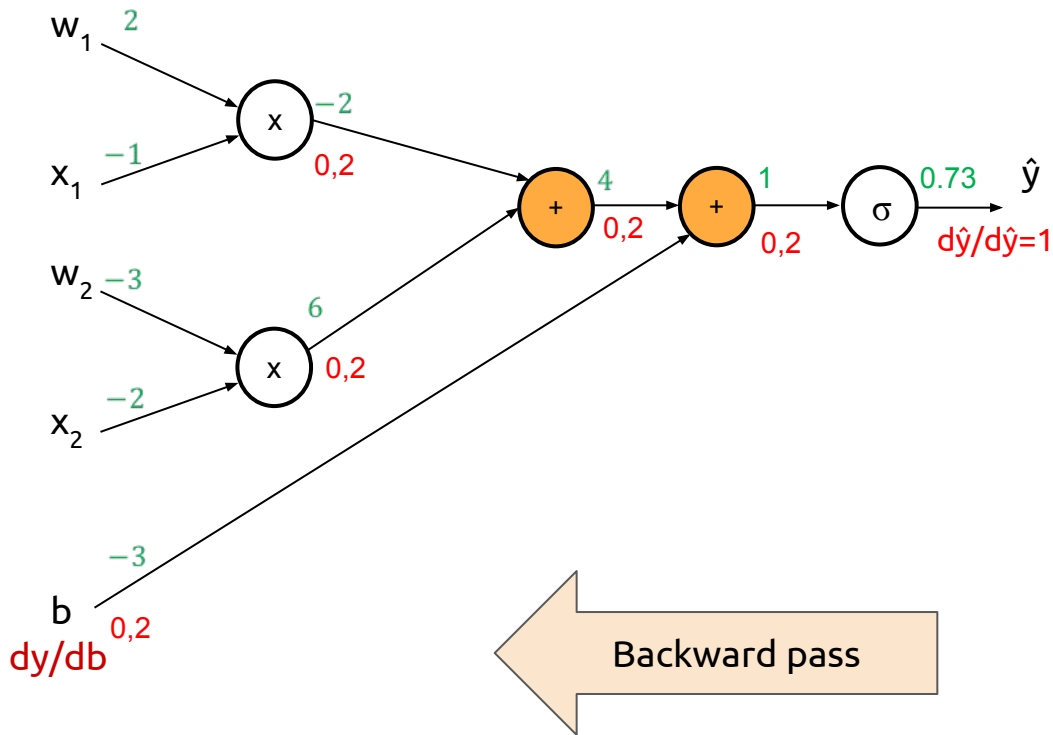 w1 2
x −2
x1 −1
0,2
+ 4
0,2
+ 1
0,2
σ 0.73
ŷ
dŷ/dŷ=1
w2 −3
6
x
0,2
x2 −2
−3
b
0,2
dy/db
Backward pass